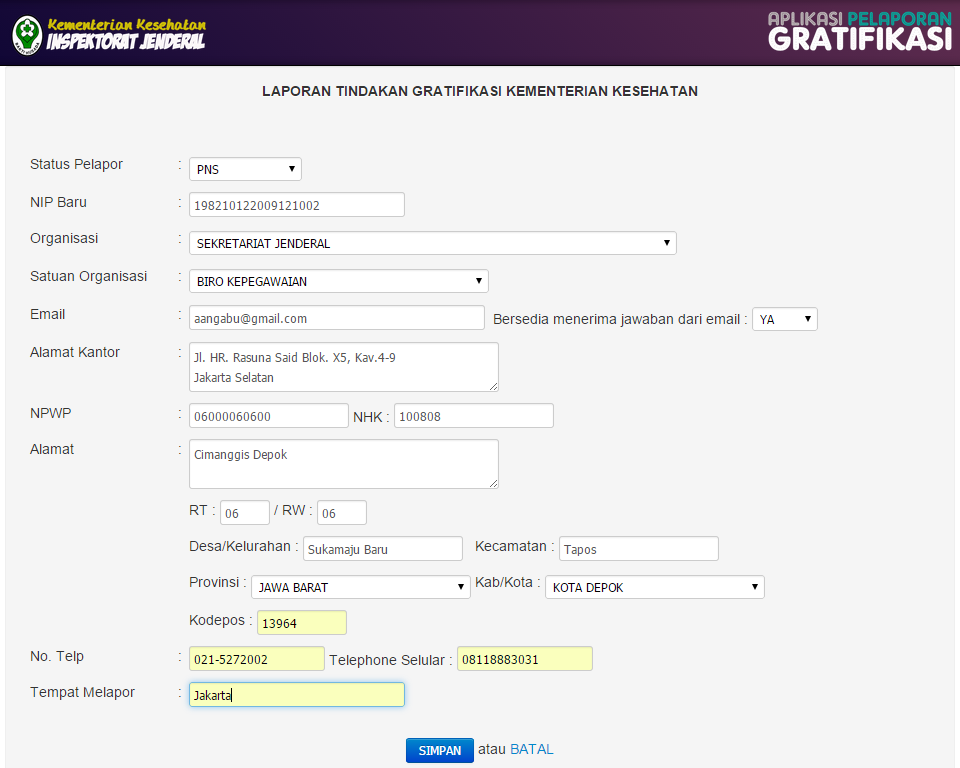 Kementerian Kesehatan
INSPEKTORAT JENDERAL
APLIKASI PELAPORAN
GRATIFIKASI
LAPORAN TINDAKAN GRATIFIKASI KEMENTERIAN KESEHATAN
Status Pelapor : PNS
NIP Baru : 198210122009121002
Organisasi : SEKRETARIAT JENDERAL
Satuan Organisasi : BIRO KEPEGAWAIAN
Email : aangabu@gmail.com Bersedia menerima jawaban dari email : YA
Alamat Kantor : Jl. HR. Rasuna Said Blok. X5, Kav.4-9
Jakarta Selatan
NPWP : 06000060600 NHK : 100808
Alamat : Cimanggis Depok
RT : 06 / RW : 06
Desa/Kelurahan : Sukamaju Baru Kecamatan : Tapos
Provinsi : JAWA BARAT Kab/Kota : KOTA DEPOK
Kodepos : 13964
No. Telp : 021-5272002 Telephone Selular : 08118883031
Tempat Melapor : Jakarta
SIMPAN atau BATAL